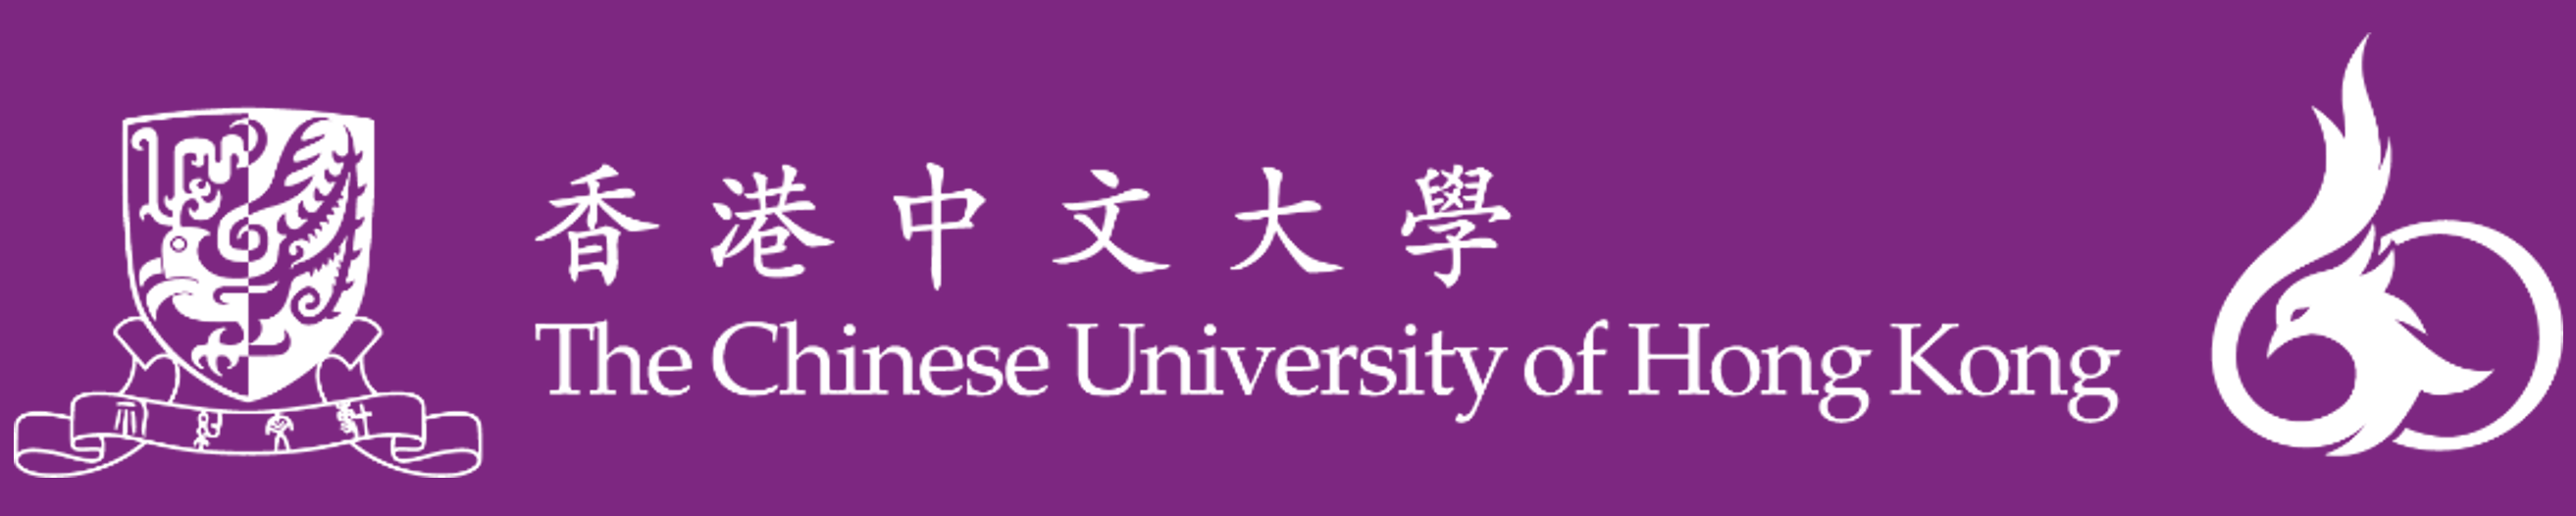 香港中文大學
The Chinese University of Hong Kong